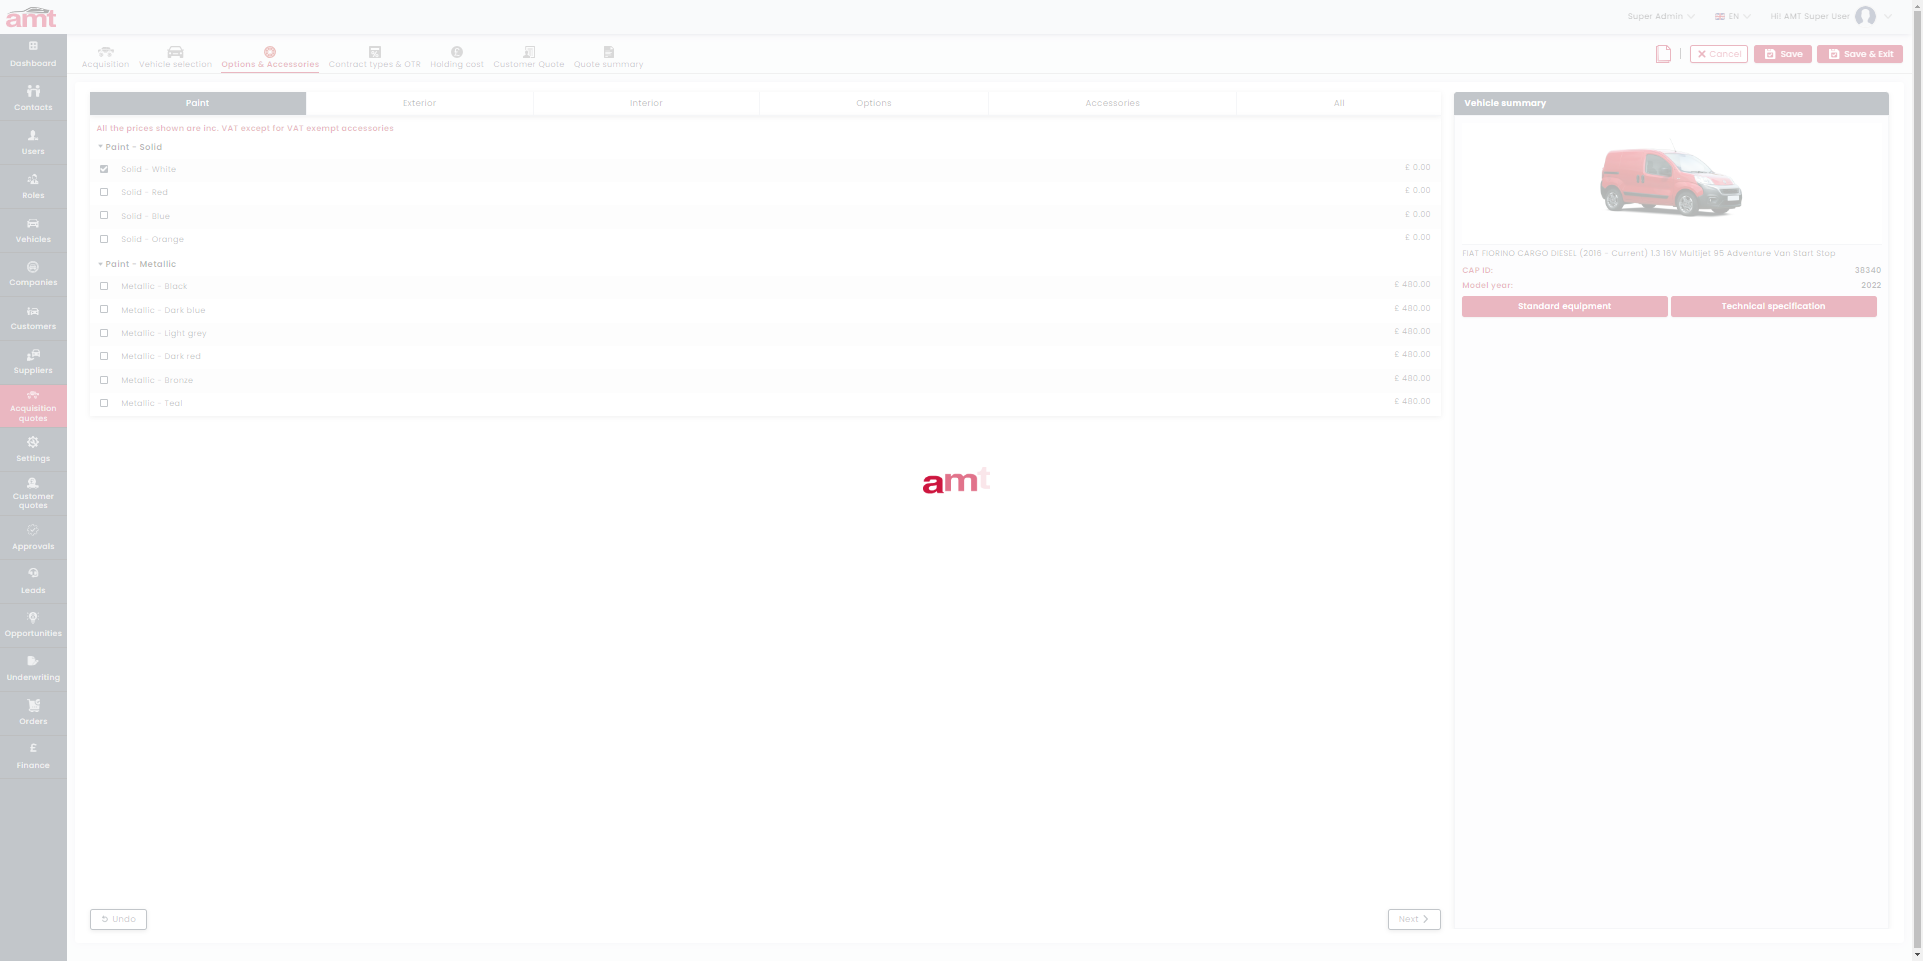 amt
Super Admin
EN
Hi! AMT Super User
Dashboard
Contacts
Users
Roles
Vehicles
Companies
Customers
Suppliers
Acquisition
quotes
Settings
Customer
quotes
Approvals
Leads
Opportunities
Underwriting
Orders
£
Finance
Acquisition
Vehicle selection
Options & Accessories
Contract types & OTR
Holding cost
Customer Quote
Quote summary
Cancel
Save
Save & Exit
Paint
Exterior
Interior
Options
Accessories
All
All the prices shown are inc. VAT except for VAT exempt accessories
Paint - Solid
Solid - White £ 0.00
Solid - Red £ 0.00
Solid - Blue £ 0.00
Solid - Orange £ 0.00
Paint - Metallic
Metallic - Black £ 480.00
Metallic - Dark blue £ 480.00
Metallic - Light grey £ 480.00
Metallic - Dark red £ 480.00
Metallic - Bronze £ 480.00
Metallic - Teal £ 480.00
amt
Undo
Next
Vehicle summary
FIAT FIORINO CARGO DIESEL (2016 - Current) 1.3 16V Multijet 95 Adventure Van Start Stop
CAP ID: 38340
Model year: 2022
Standard equipment
Technical specification